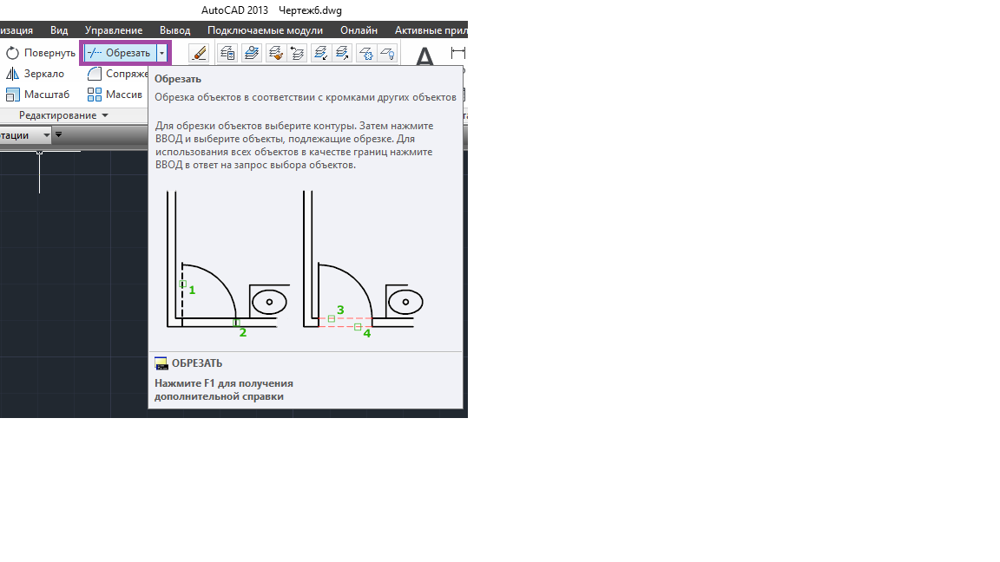 AutoCAD 2013 Чертеж6.dwg
изация Вид Управление Вывод Подключаемые модули Онлайн Активные прил
Повернуть Обрезать
Зеркало Сопряже
Масштаб Массив
A
Редактирование
тации
Обрезать
Обрезка объектов в соответствии с кромками других объектов
Для обрезки объектов выберите контуры. Затем нажмите
ВВОД и выберите объекты, подлежащие обрезке. Для
использования всех объектов в качестве границ нажмите
ВВОД в ответ на запрос выбора объектов.
1
2
3
4
ОБРЕЗАТЬ
Нажмите F1 для получения
дополнительной справки